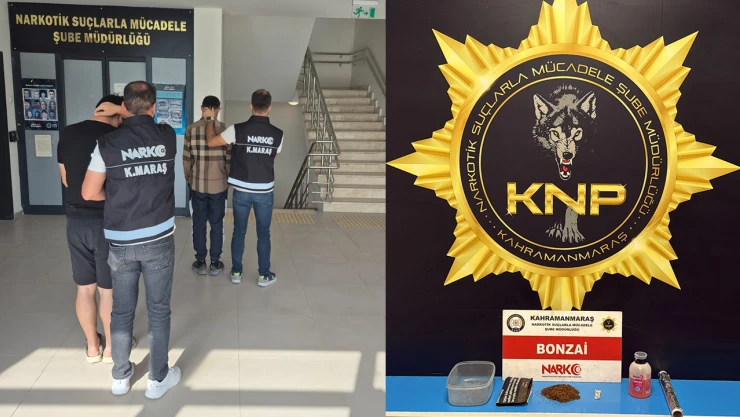 NARKOTİK SUÇLARLA MÜCADELE
ŞUBE MÜDÜRLÜĞÜ
NARKO
K.MARAŞ
NARKO
K.MARAŞ
NARKOTİK SUÇLARLA MÜCADELE ŞUBE MÜDÜRLÜĞÜ
KNP
KAHRAMANMARAŞ
KAHRAMANMARAŞ
NARKOTİK SUÇLARLA MÜCADELE
ŞUBE MÜDÜRLÜĞÜ
BONZAİ
NARKO